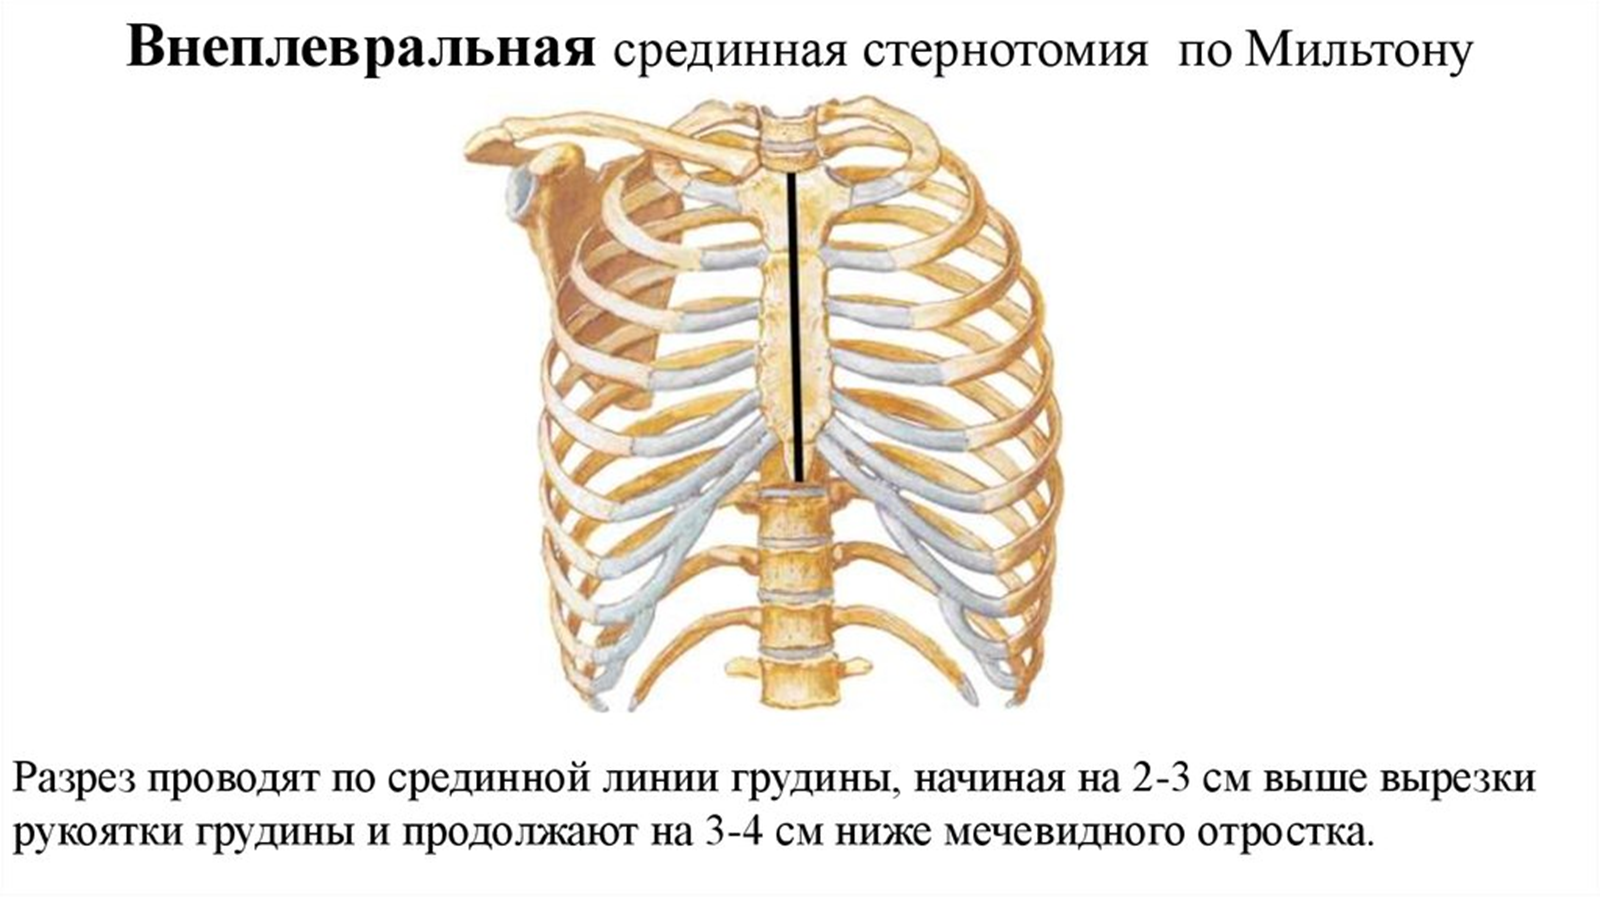 Внеплевральная срединная стернотомия по Мильтону
Разрез проводят по срединной линии грудины, начиная на 2-3 см выше вырезки
рукоятки грудины и продолжают на 3-4 см ниже мечевидного отростка.